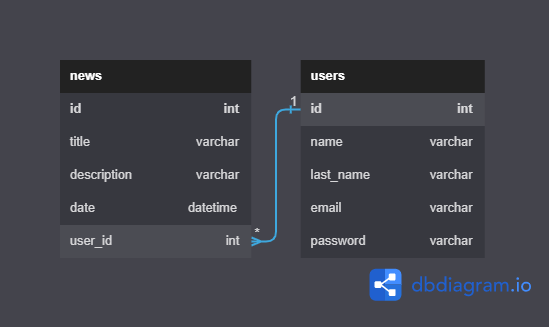 news
id int
title varchar
description varchar
date datetime
user_id int
*
1
users
id int
name varchar
last_name varchar
email varchar
password varchar
dbdiagram.io